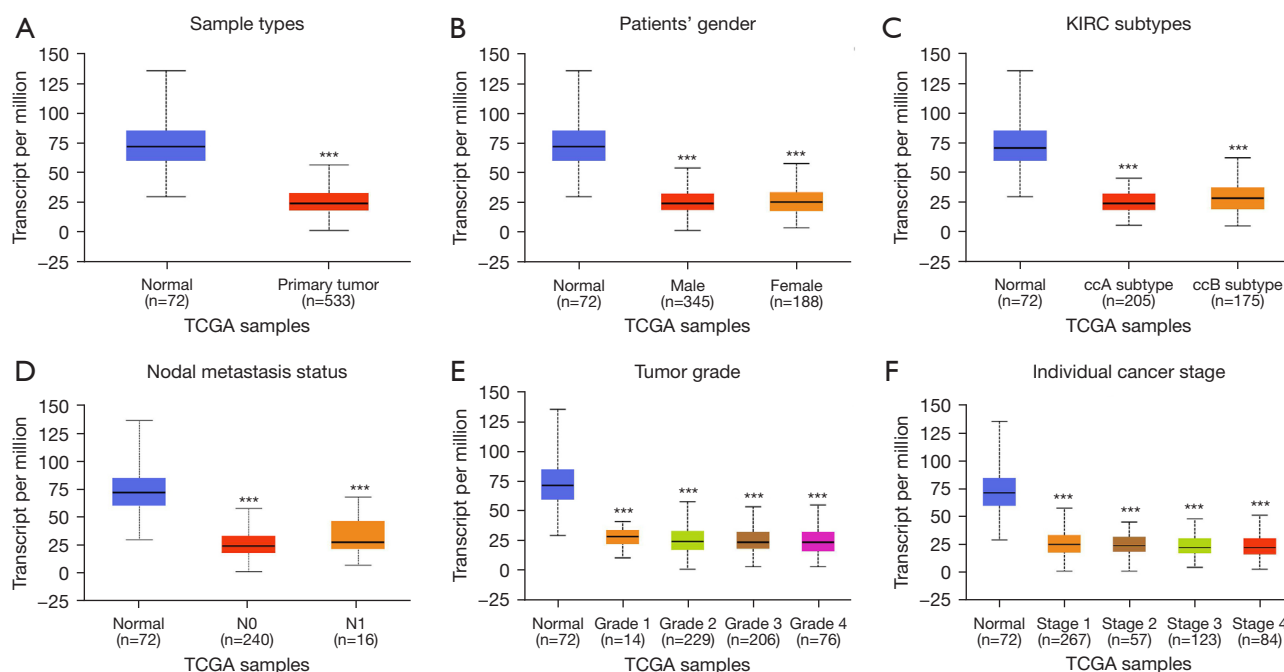 A
Sample types
Transcript per million
150
125
100
75
50
25
0
–25
***
Normal
(n=72)
Primary tumor
(n=533)
TCGA samples
B
Patients’ gender
Transcript per million
150
125
100
75
50
25
0
–25
***
***
Normal
(n=72)
Male
(n=345)
Female
(n=188)
TCGA samples
C
KIRC subtypes
Transcript per million
150
125
100
75
50
25
0
–25
***
***
Normal
(n=72)
ccA subtype
(n=205)
ccB subtype
(n=175)
TCGA samples
D
Nodal metastasis status
Transcript per million
150
125
100
75
50
25
0
–25
***
***
Normal
(n=72)
N0
(n=240)
N1
(n=16)
TCGA samples
E
Tumor grade
Transcript per million
150
125
100
75
50
25
0
–25
***
***
***
***
Normal
(n=72)
Grade 1
(n=14)
Grade 2
(n=229)
Grade 3
(n=206)
Grade 4
(n=76)
TCGA samples
F
Individual cancer stage
Transcript per million
150
125
100
75
50
25
0
–25
***
***
***
***
Normal
(n=72)
Stage 1
(n=267)
Stage 2
(n=57)
Stage 3
(n=123)
Stage 4
(n=84)
TCGA samples